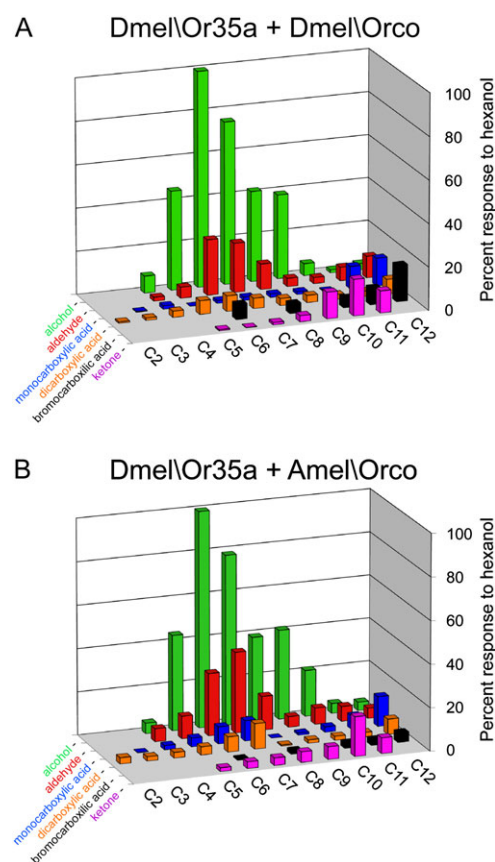 A Dmel\Or35a + Dmel\Orco
Percent response to hexanol
100
80
60
40
20
0
alcohol
aldehyde
monocarboxylic acid
dicarboxylic acid
bromocarboxilic acid
ketone
C2
C3
C4
C5
C6
C7
C8
C9
C10
C11
C12
B Dmel\Or35a + Amel\Orco
Percent response to hexanol
100
80
60
40
20
0
alcohol
aldehyde
monocarboxylic acid
dicarboxylic acid
bromocarboxilic acid
ketone
C2
C3
C4
C5
C6
C7
C8
C9
C10
C11
C12